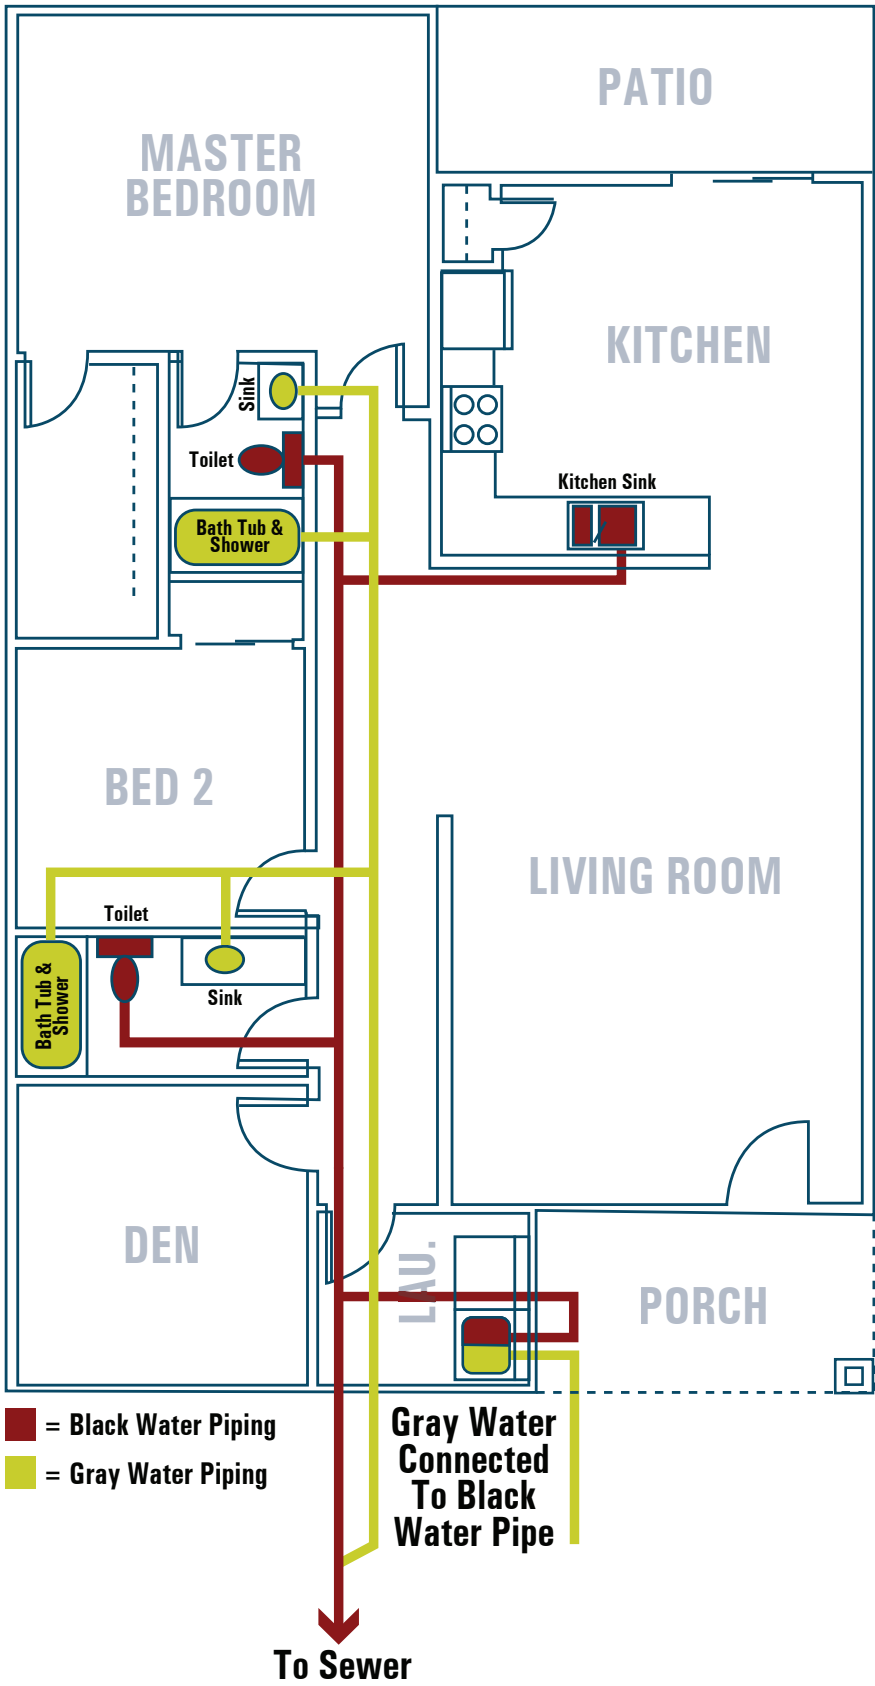 PATIO
MASTER
BEDROOM
KITCHEN
Sink
Toilet
Kitchen Sink
Bath Tub &
Shower
BED 2
LIVING ROOM
Toilet
Bath Tub &
Shower
Sink
DEN
LAU.
PORCH
= Black Water Piping
= Gray Water Piping
Gray Water
Connected
To Black
Water Pipe
To Sewer